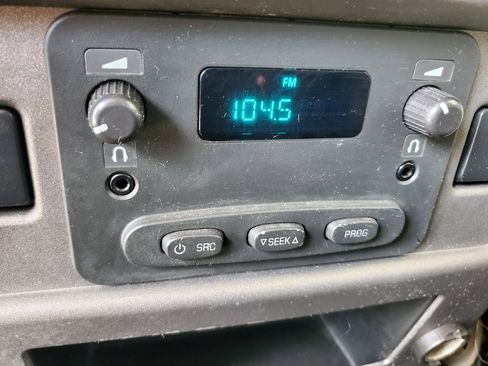 FM
104.5
SRC
▽ SEEK △
PROG